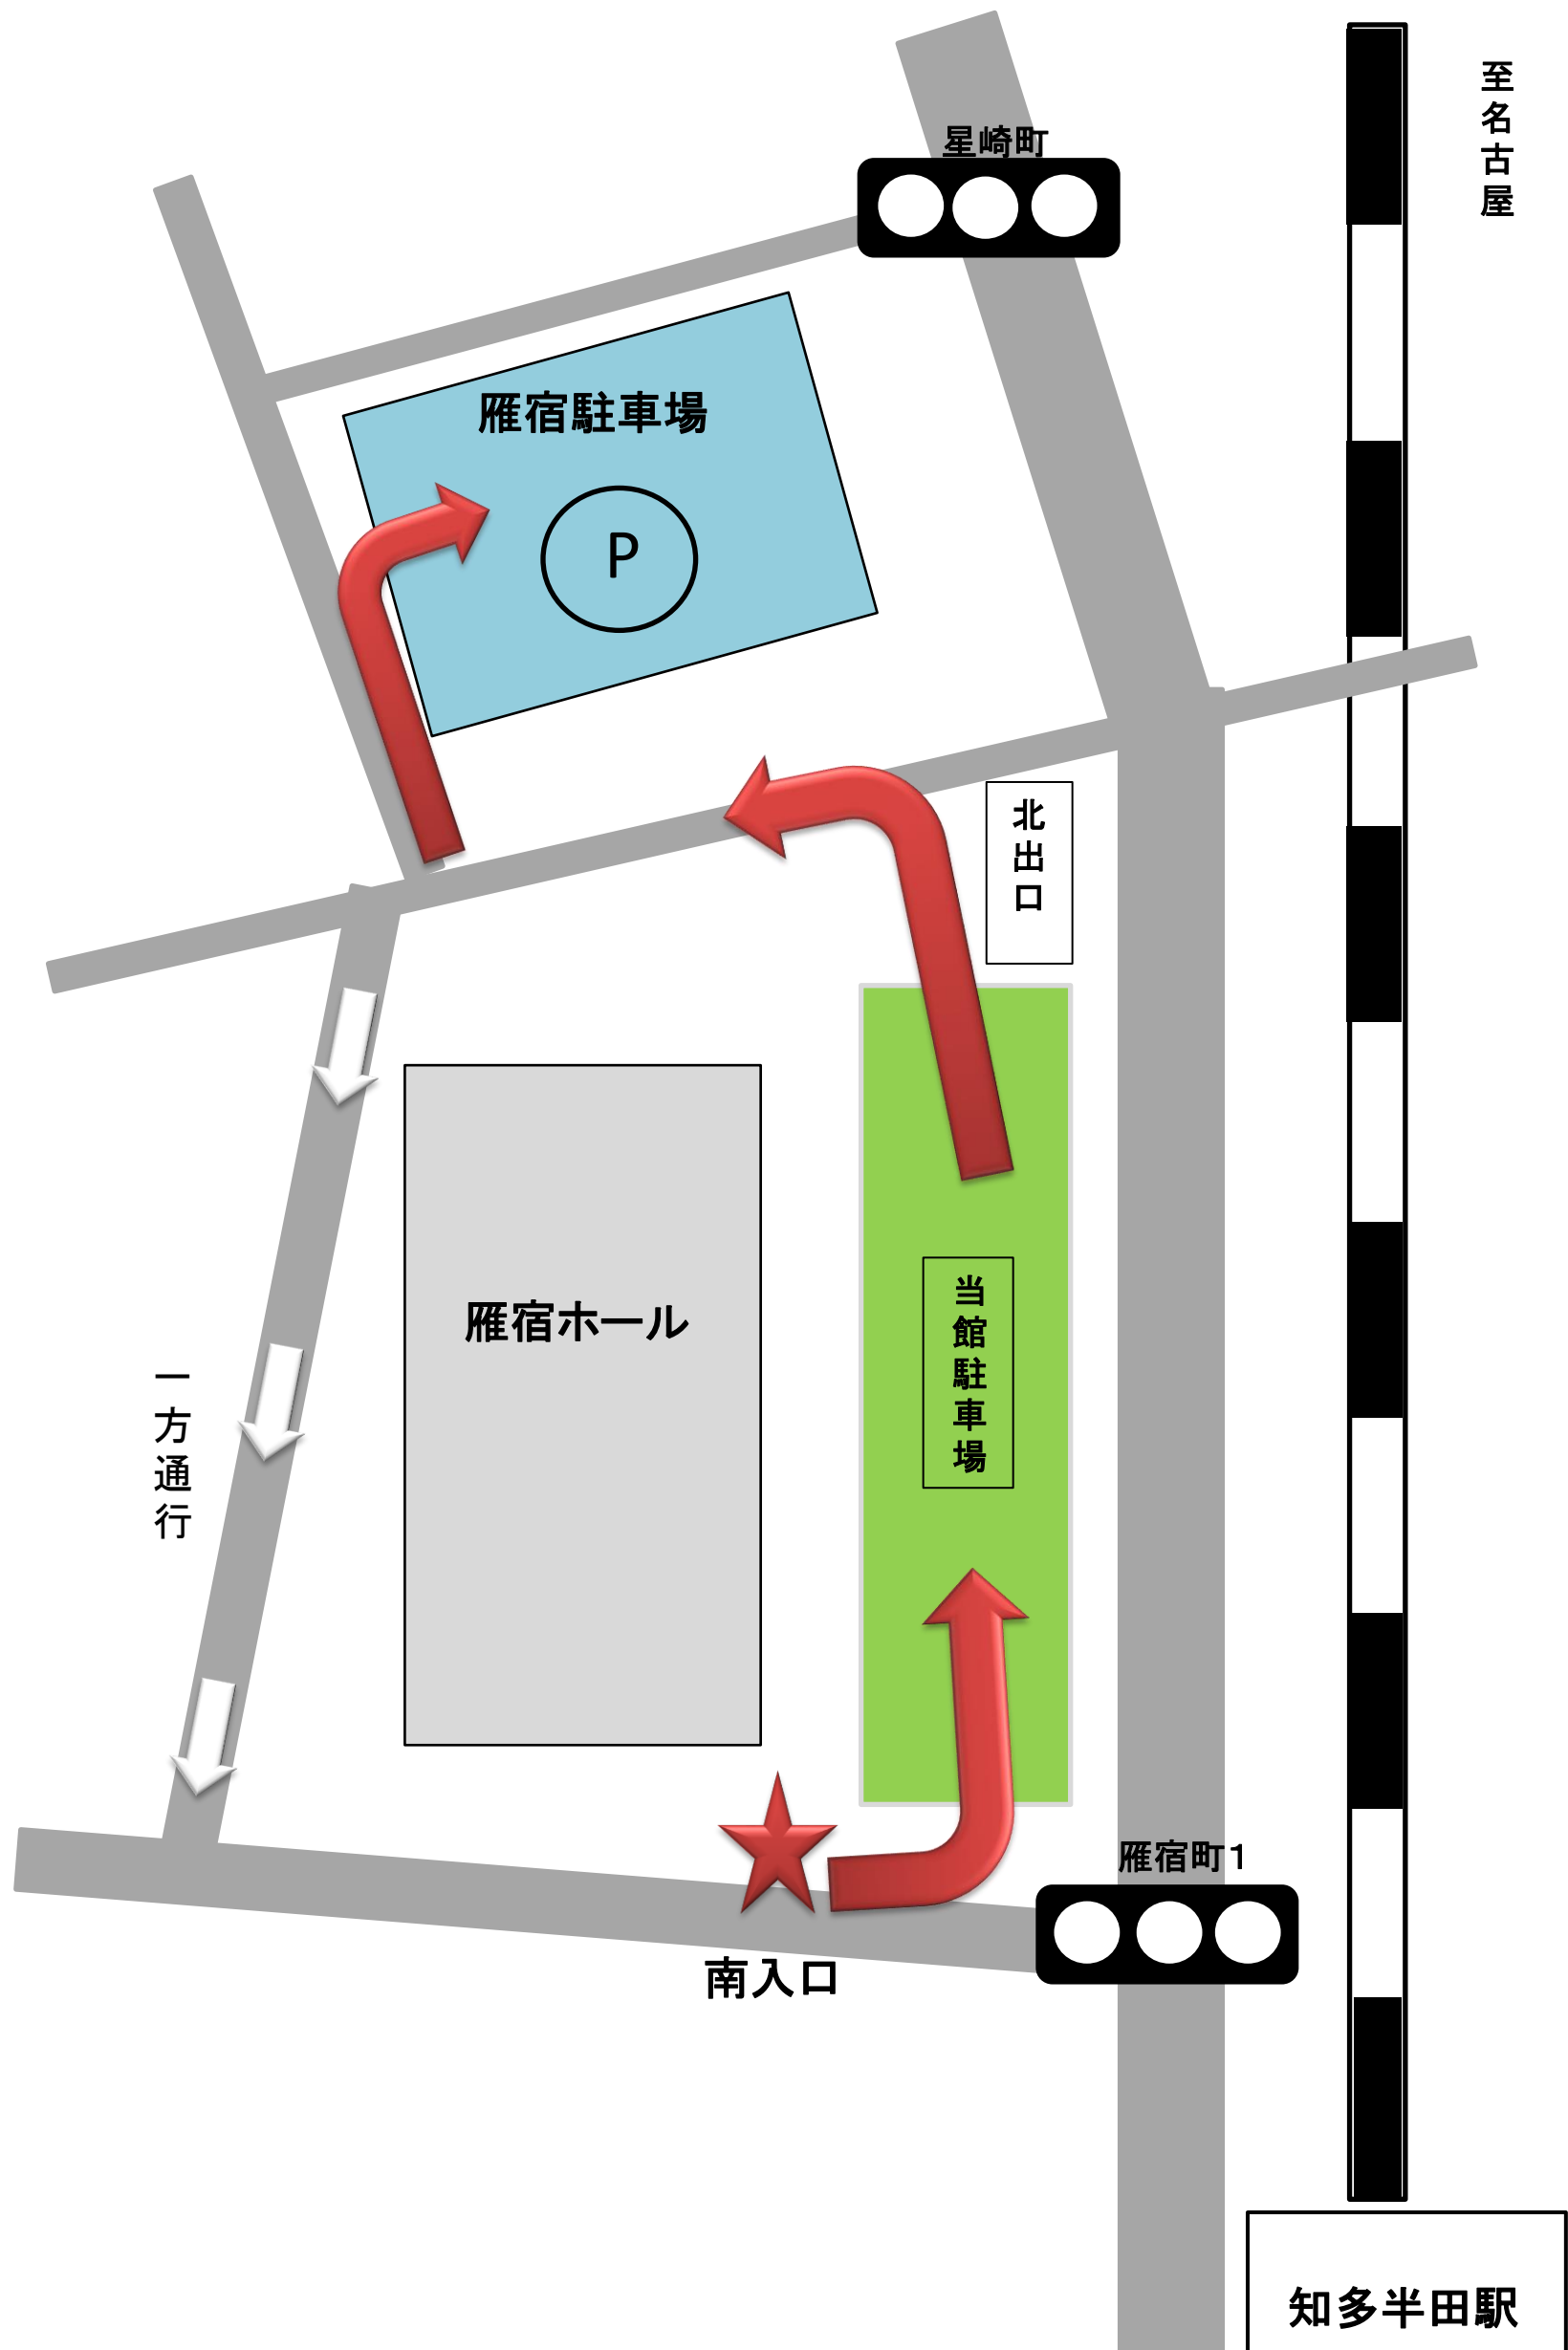 至名古屋
星崎町
雁宿駐車場
P
北出口
雁宿ホール
当館駐車場
一方通行
雁宿町1
南入口
知多半田駅